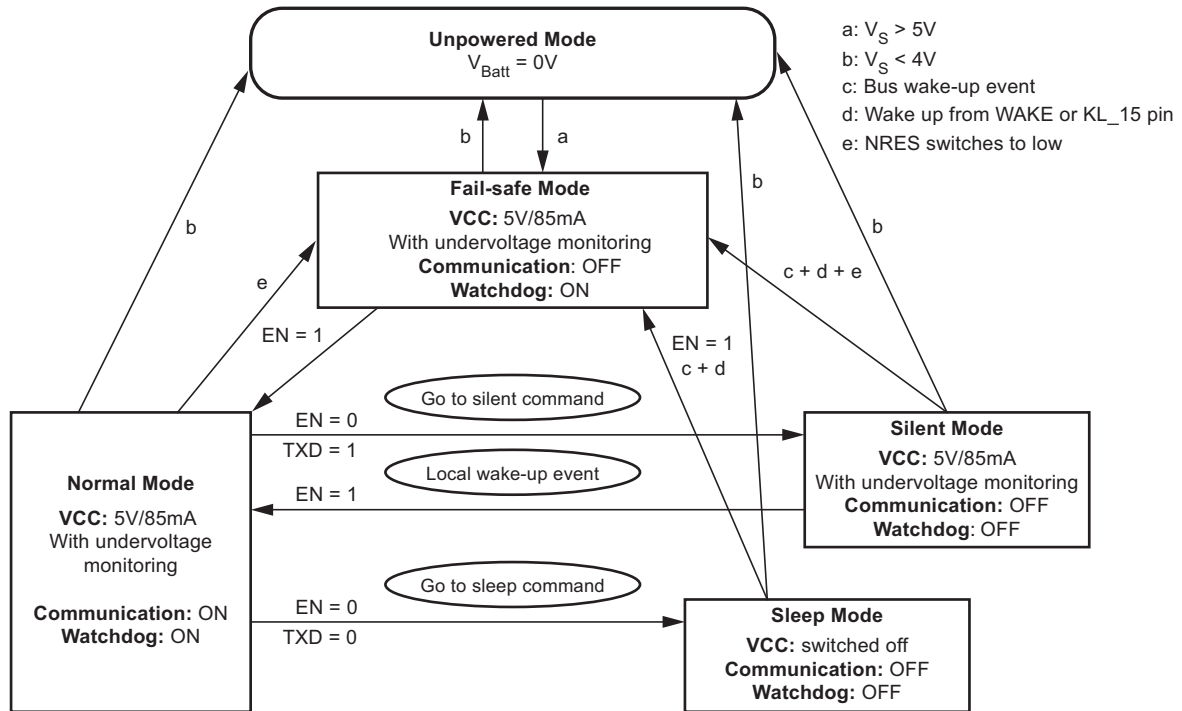 Unpowered Mode
V_Batt = 0V
a: V_S > 5V
b: V_S < 4V
c: Bus wake-up event
d: Wake up from WAKE or KL_15 pin
e: NRES switches to low
b
a
b
b
b
Fail-safe Mode
VCC: 5V/85mA
With undervoltage monitoring
Communication: OFF
Watchdog: ON
e
c + d + e
EN = 1
EN = 1
c + d
Go to silent command
EN = 0
TXD = 1
Local wake-up event
EN = 1
Silent Mode
VCC: 5V/85mA
With undervoltage monitoring
Communication: OFF
Watchdog: OFF
Normal Mode
VCC: 5V/85mA
With undervoltage
monitoring
Communication: ON
Watchdog: ON
Go to sleep command
EN = 0
TXD = 0
Sleep Mode
VCC: switched off
Communication: OFF
Watchdog: OFF